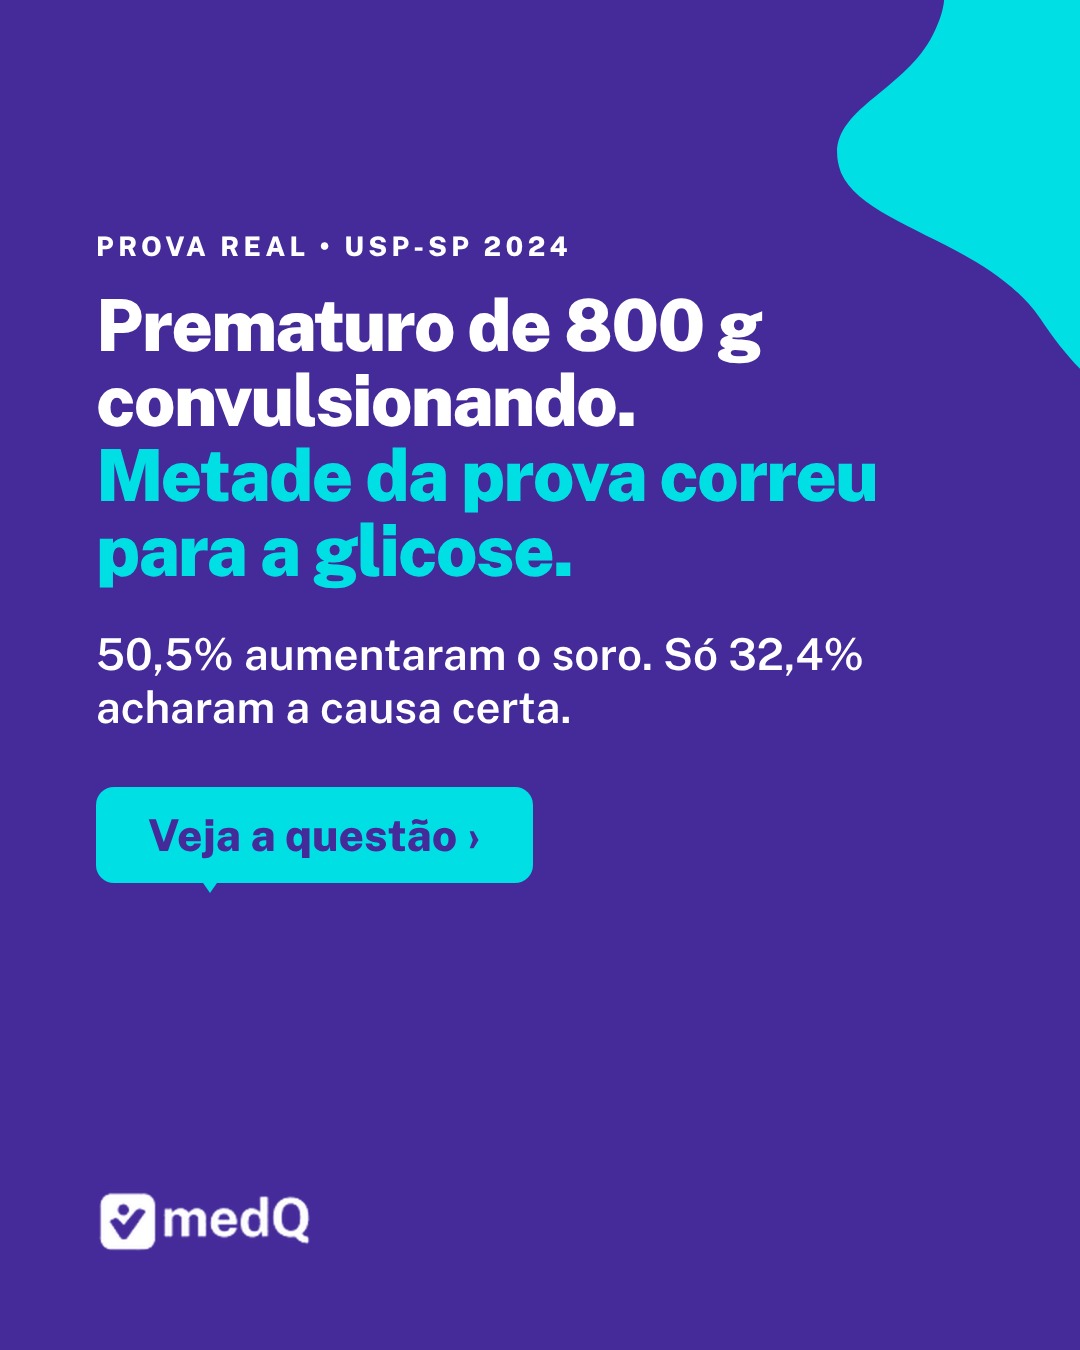 PROVA REAL • USP-SP 2024
Prematuro de 800 g
convulsionando.
Metade da prova correu
para a glicose.
50,5% aumentaram o soro. Só 32,4%
acharam a causa certa.
Veja a questão ›
medQ